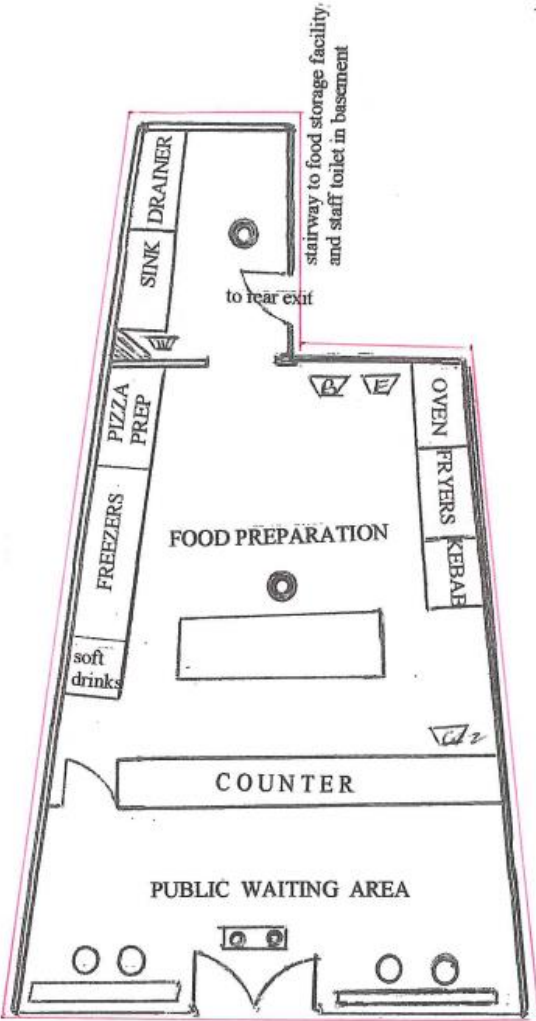 stairway to food storage facility
and staff toilet in basement
DRAINER
SINK
to rear exit
W
PIZZA
PREP
B
E
OVEN
FREEZERS
FRYERS
FOOD PREPARATION
KEBAB
soft
drinks
COUNTER
PUBLIC WAITING AREA